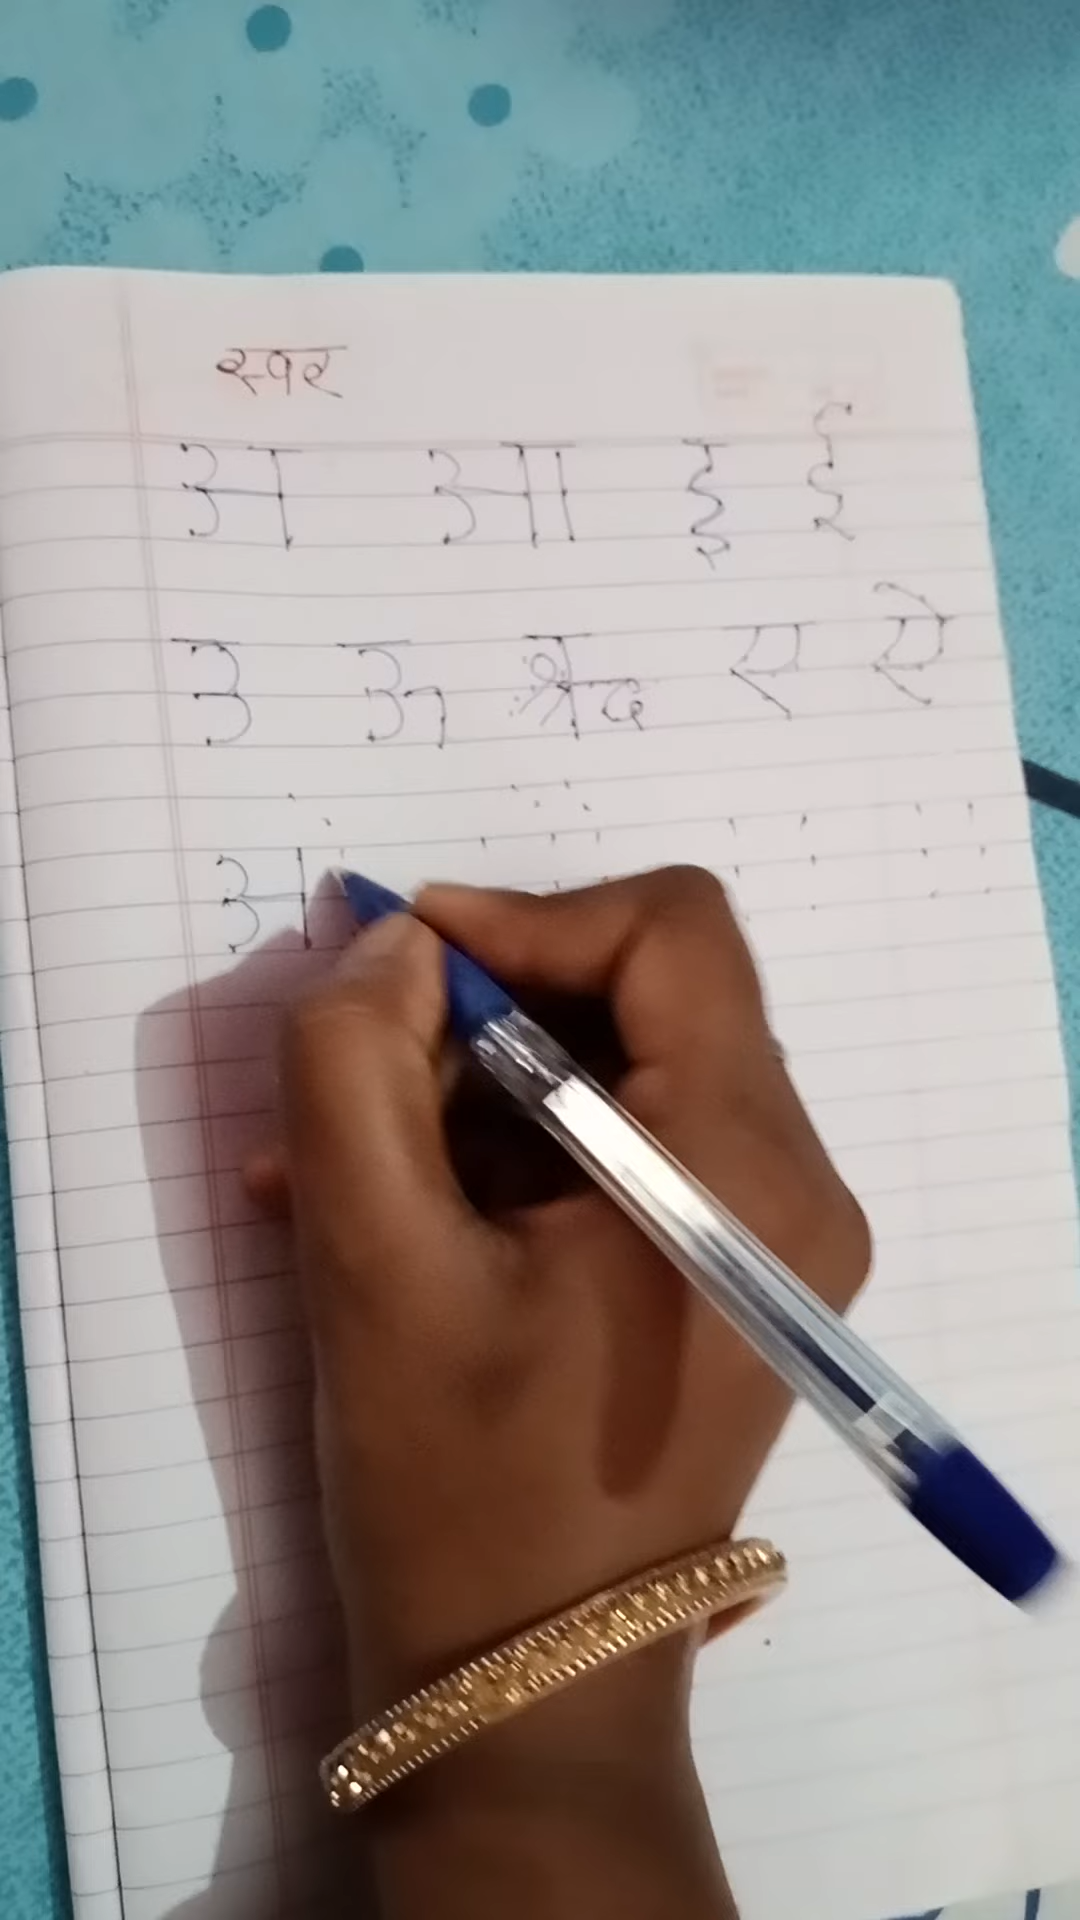 स्वर
अ आ इ ई
उ ऊ ए ऐ
अ